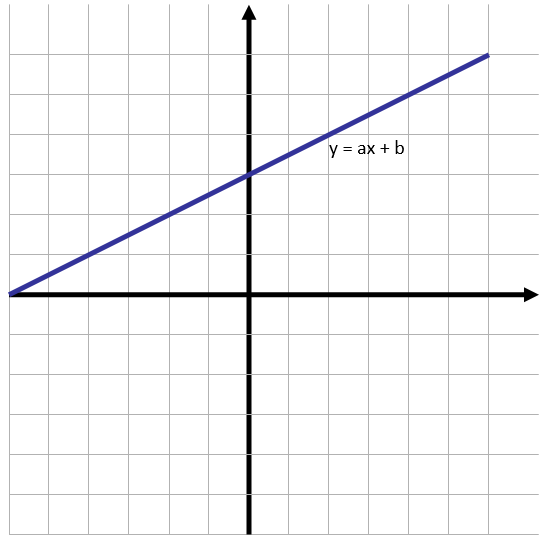 y = ax + b